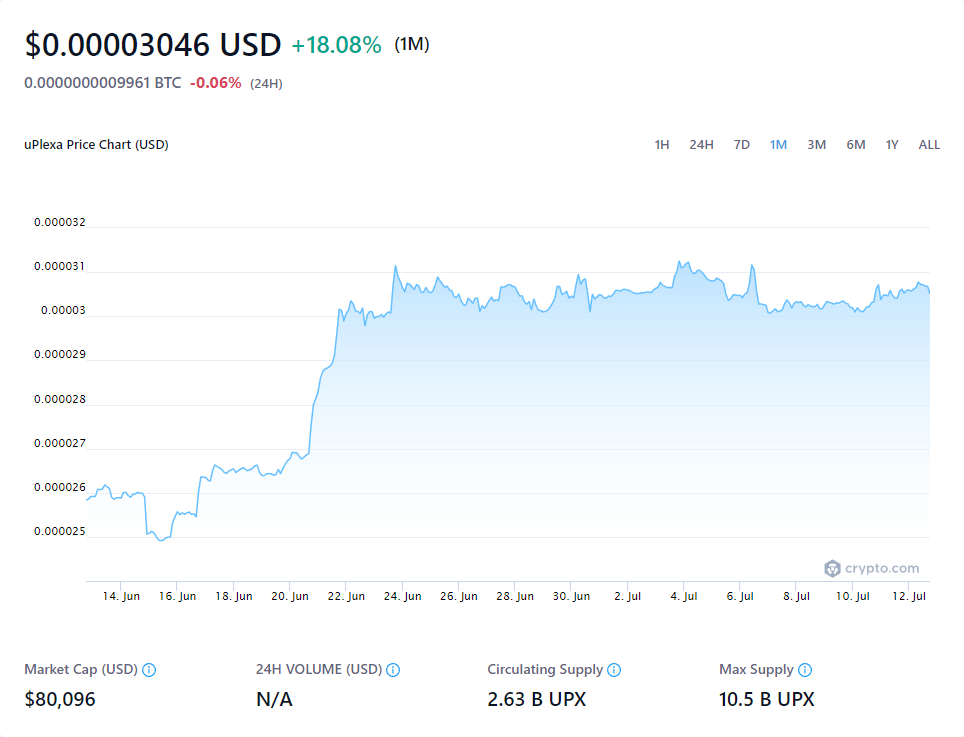 $0.00003046 USD +18.08% (1M)
0.0000000009961 BTC -0.06% (24H)
uPlexa Price Chart (USD) 1H 24H 7D 1M 3M 6M 1Y ALL
0.000032
0.000031
0.00003
0.000029
0.000028
0.000027
0.000026
0.000025
crypto.com
14. Jun 16. Jun 18. Jun 20. Jun 22. Jun 24. Jun 26. Jun 28. Jun 30. Jun 2. Jul 4. Jul 6. Jul 8. Jul 10. Jul 12. Jul
Market Cap (USD) 24H VOLUME (USD) Circulating Supply Max Supply
$80,096 N/A 2.63 B UPX 10.5 B UPX